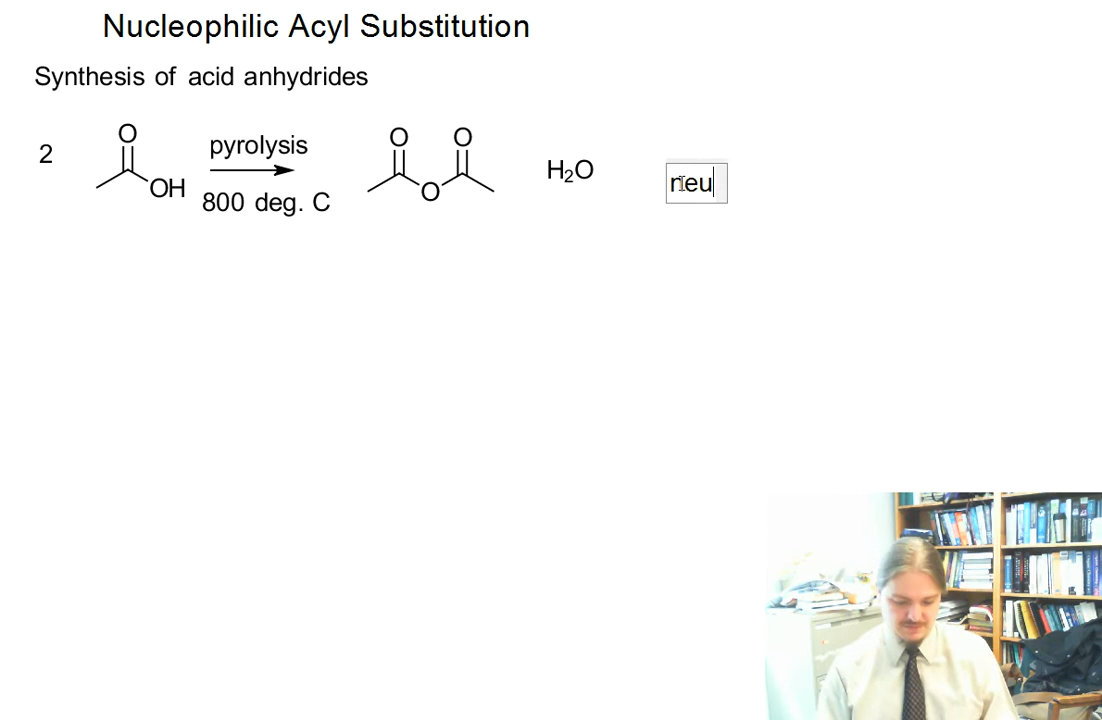 Nucleophilic Acyl Substitution
Synthesis of acid anhydrides
2
O
OH
pyrolysis
800 deg. C
O
O
O
H₂O
neu